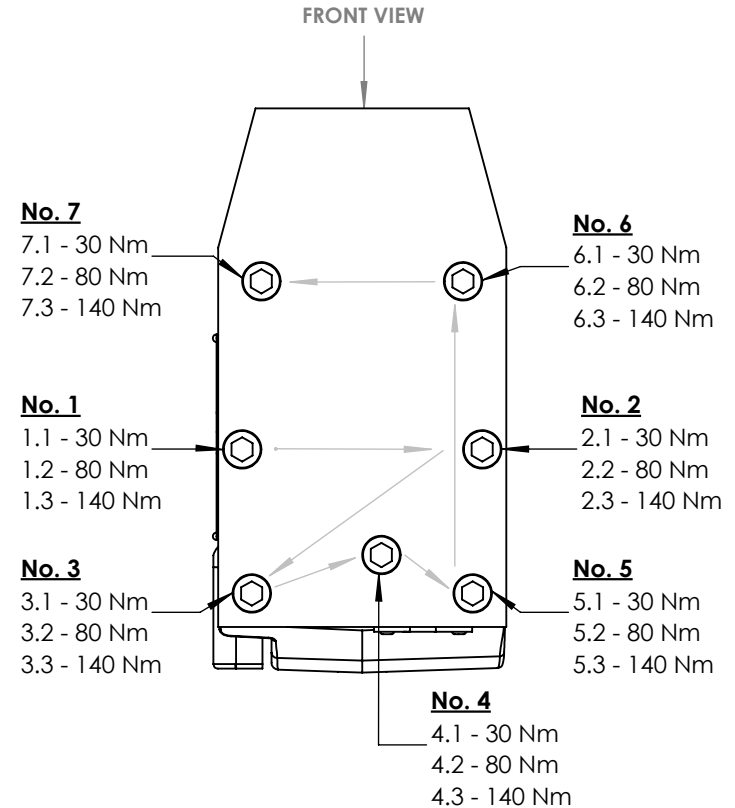 FRONT VIEW
No. 7
7.1 - 30 Nm
7.2 - 80 Nm
7.3 - 140 Nm
No. 6
6.1 - 30 Nm
6.2 - 80 Nm
6.3 - 140 Nm
No. 1
1.1 - 30 Nm
1.2 - 80 Nm
1.3 - 140 Nm
No. 2
2.1 - 30 Nm
2.2 - 80 Nm
2.3 - 140 Nm
No. 3
3.1 - 30 Nm
3.2 - 80 Nm
3.3 - 140 Nm
No. 5
5.1 - 30 Nm
5.2 - 80 Nm
5.3 - 140 Nm
No. 4
4.1 - 30 Nm
4.2 - 80 Nm
4.3 - 140 Nm